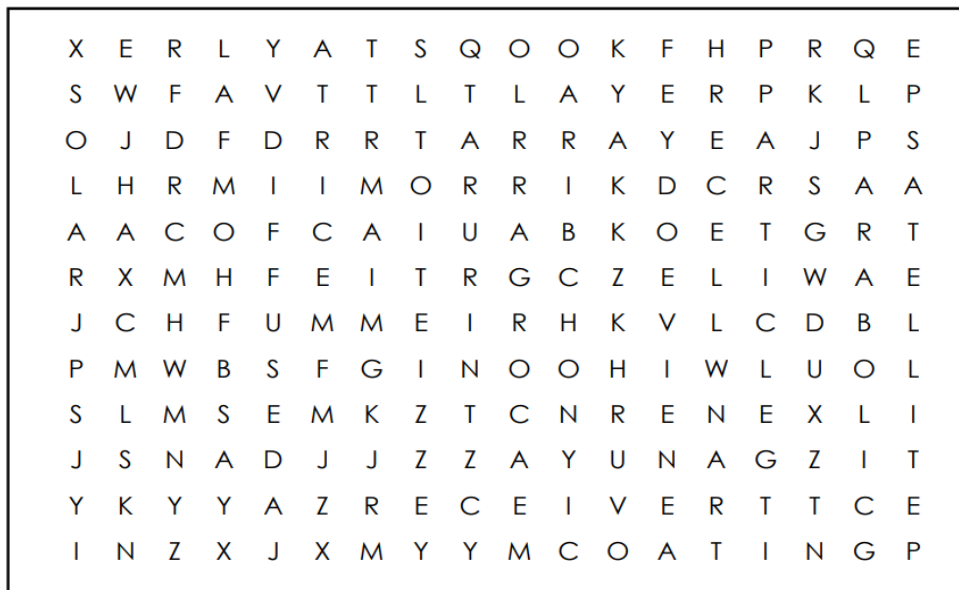 X E R L Y A T S Q O O K F H P R Q E
S W F A V T T L T L A Y E R P K L P
O J D F D R R T A R R A Y E A J P S
L H R M I I M O R R I K D C R S A A
A A C O F C A I U A B K O E T G R T
R X M H F E I T R G C Z E L I W A E
J C H F U M M E I R H K V L C D B L
P M W B S F G I N O O H I W L U O L
S L M S E M K Z T C N R E N E X L I
J S N A D J J Z Z A Y U N A G Z I T
Y K Y Y A Z R E C E I V E R T T C E
I N Z X J X M Y Y M C O A T I N G P